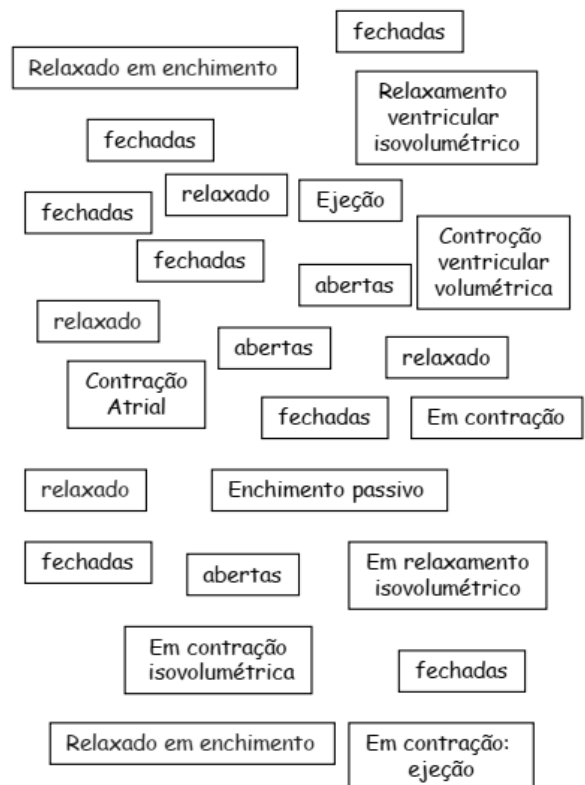 fechadas
Relaxado em enchimento
Relaxamento
ventricular
isovolumétrico
fechadas
relaxado
Ejeção
fechadas
Controção
ventricular
volumétrica
fechadas
abertas
relaxado
abertas
relaxado
Contração
Atrial
fechadas
Em contração
relaxado
Enchimento passivo
fechadas
abertas
Em relaxamento
isovolumétrico
Em contração
isovolumétrica
fechadas
Relaxado em enchimento
Em contração:
ejeção